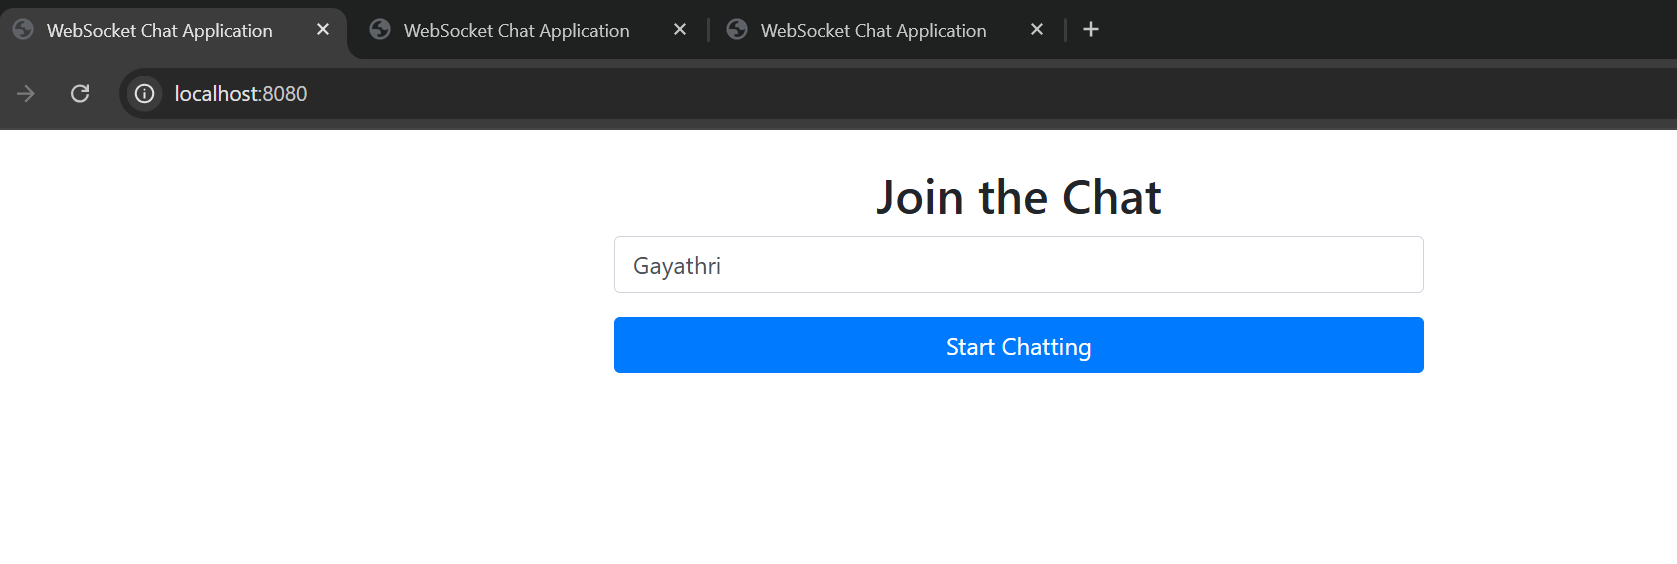 WebSocket Chat Application
WebSocket Chat Application
WebSocket Chat Application
localhost:8080
Join the Chat
Gayathri
Start Chatting